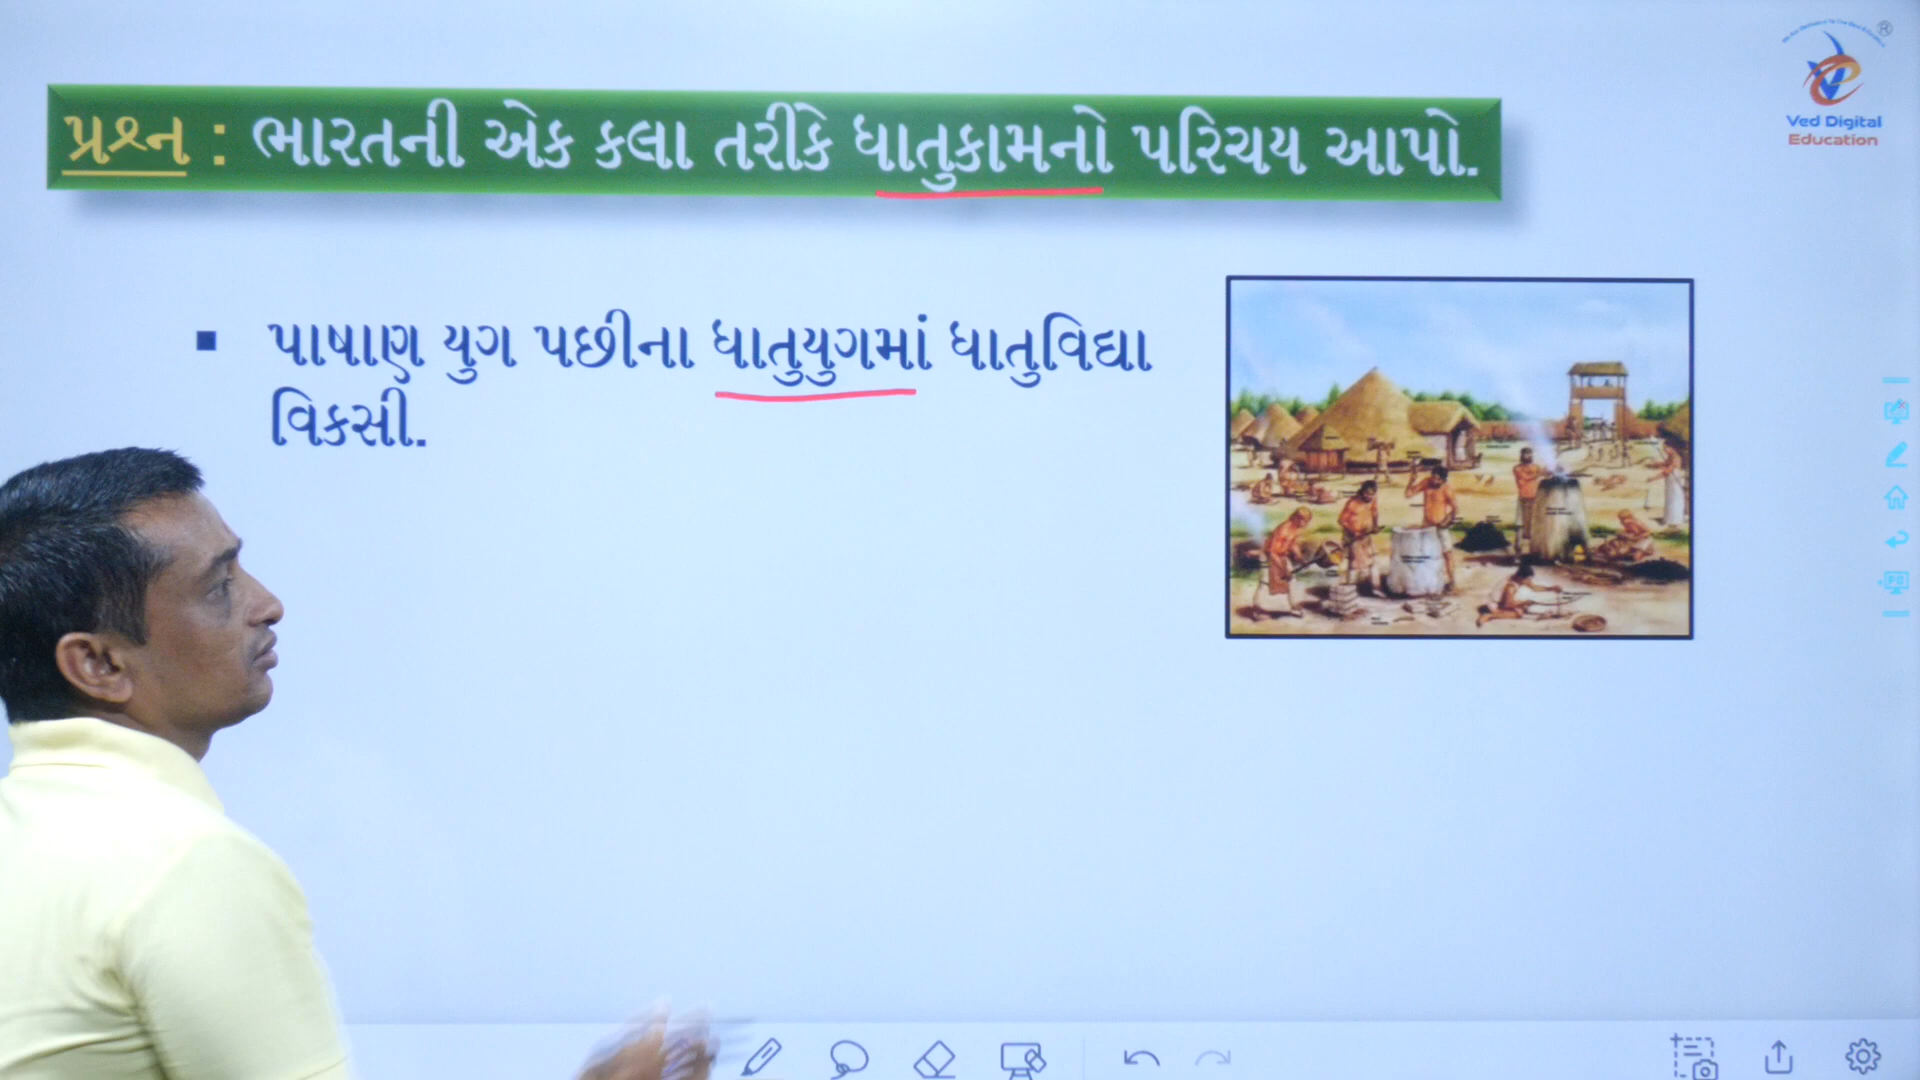 પ્રશ્ન : ભારતની એક કલા તરીકે ધાતુકામનો પરિચય આપો.
▪ પાષાણ યુગ પછીના ધાતુયુગમાં ધાતુવિદ્યા
વિકસી.
Ved Digital
Education
®